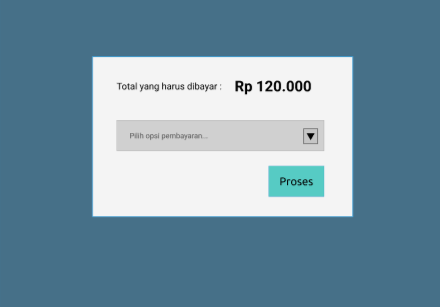 Total yang harus dibayar : Rp 120.000
Pilih opsi pembayaran...
Proses